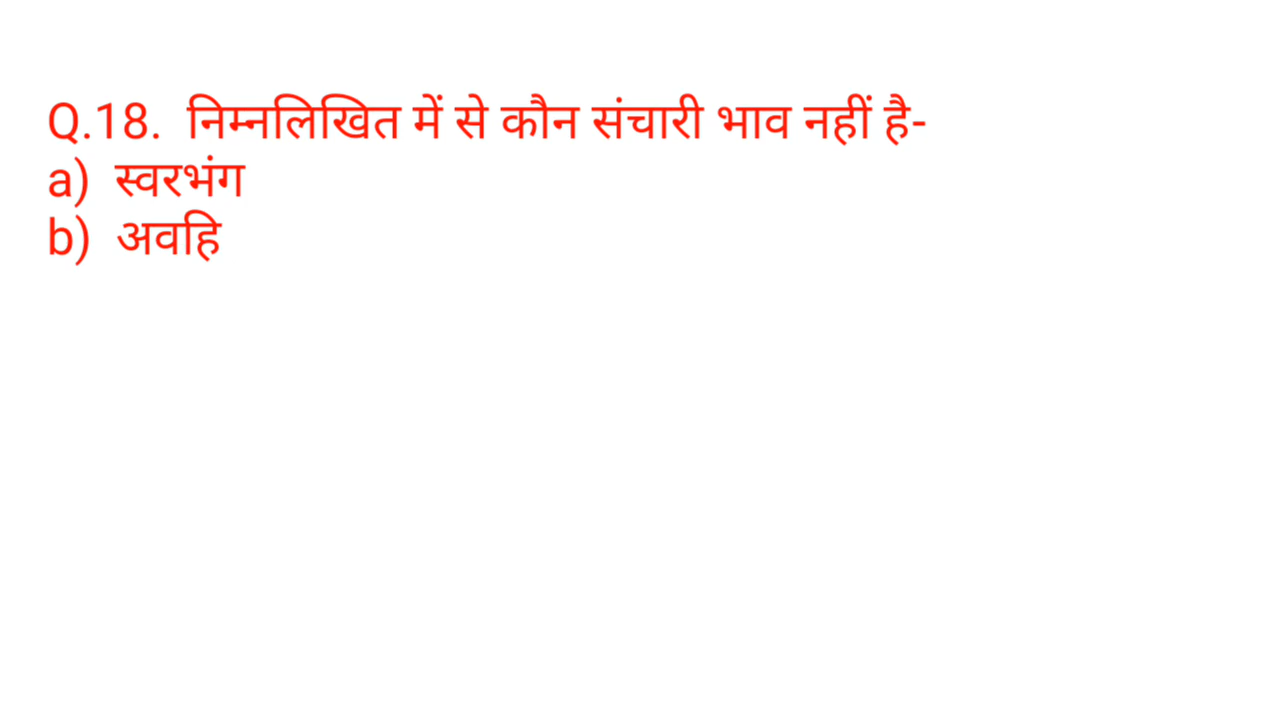 Q.18. निम्नलिखित में से कौन संचारी भाव नहीं है-
a) स्वरभंग
b) अवहि